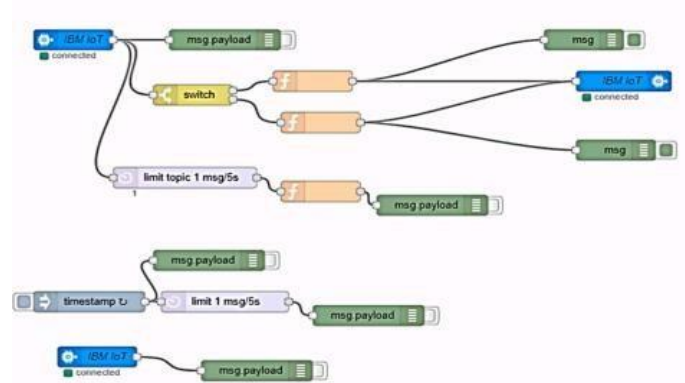 IBM IoT
connected
msg.payload
msg
switch
IBM IoT
connected
msg
limit topic 1 msg/5s
1
msg.payload
msg.payload
timestamp ↻
limit 1 msg/5s
msg.payload
IBM IoT
connected
msg.payload